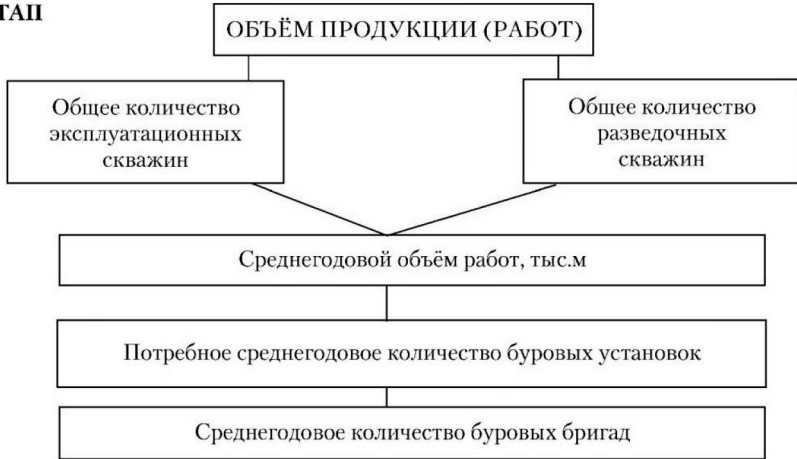 ТАП
ОБЪЁМ ПРОДУКЦИИ (РАБОТ)
Общее количество
эксплуатационных
скважин
Общее количество
разведочных
скважин
Среднегодовой объём работ, тыс.м
Потребное среднегодовое количество буровых установок
Среднегодовое количество буровых бригад